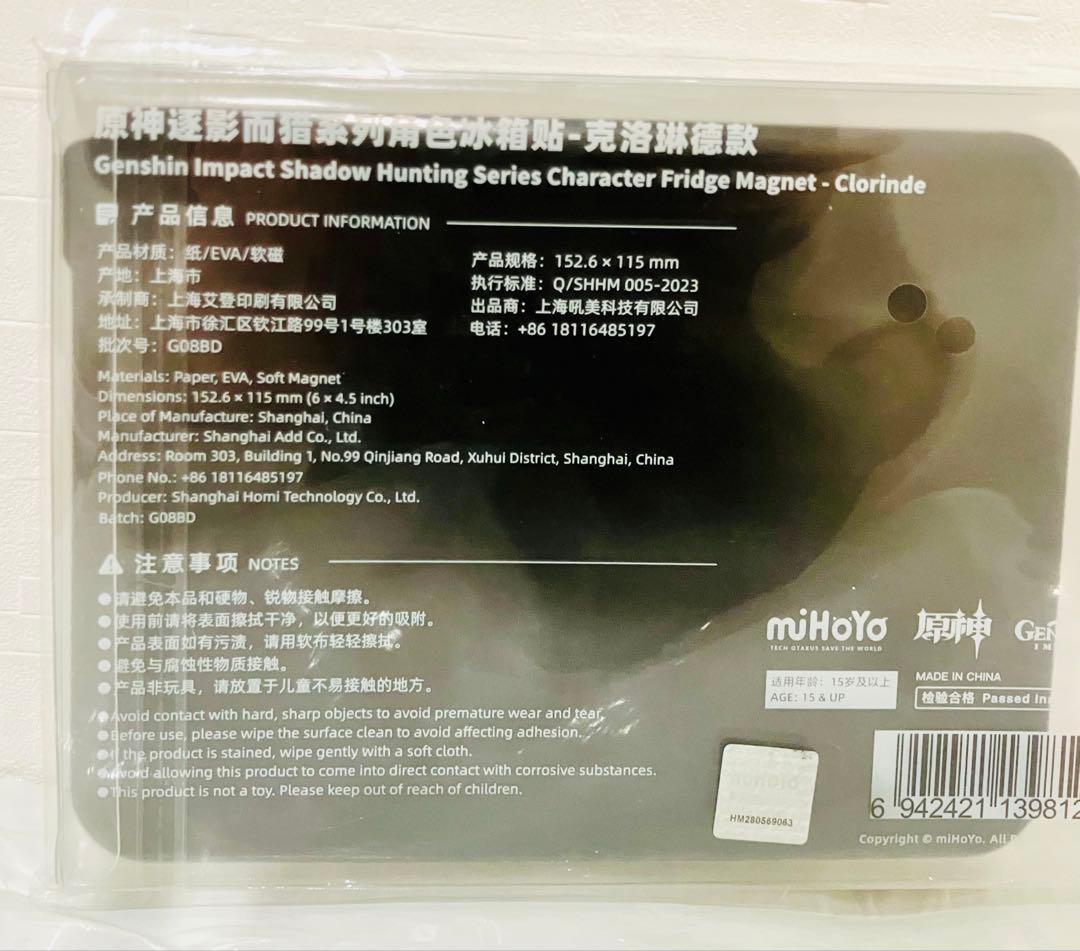 原神逐影而猎系列角色冰箱贴-克洛琳德款
Genshin Impact Shadow Hunting Series Character Fridge Magnet - Clorinde
产品信息 PRODUCT INFORMATION
产品材质：纸/EVA/软磁
产地：上海市
承制商：上海艾登印刷有限公司
地址：上海市徐汇区钦江路99号1号楼303室
批次号：G08BD
产品规格：152.6 × 115 mm
执行标准：Q/SHHM 005-2023
出品商：上海吼美科技有限公司
电话：+86 18116485197
Materials: Paper, EVA, Soft Magnet
Dimensions: 152.6 × 115 mm (6 × 4.5 inch)
Place of Manufacture: Shanghai, China
Manufacturer: Shanghai Add Co., Ltd.
Address: Room 303, Building 1, No.99 Qinjiang Road, Xuhui District, Shanghai, China
Phone No.: +86 18116485197
Producer: Shanghai Homi Technology Co., Ltd.
Batch: G08BD
注意事项 NOTES
●请避免本品和硬物、锐物接触摩擦。
●使用前请将表面擦拭干净，以便更好的吸附。
●产品表面如有污渍，请用软布轻轻擦拭。
●避免与腐蚀性物质接触。
●产品非玩具，请放置于儿童不易接触的地方。
●Avoid contact with hard, sharp objects to avoid premature wear and tear.
●Before use, please wipe the surface clean to avoid affecting adhesion.
●If the product is stained, wipe gently with a soft cloth.
●Avoid allowing this product to come into direct contact with corrosive substances.
●This product is not a toy. Please keep out of reach of children.
miHoYo
TECH OTAKUS SAVE THE WORLD
原神
GEN
IM
适用年龄：15岁及以上
AGE: 15 & UP
MADE IN CHINA
检验合格 Passed In
miHoYo
HM280569063
6 942421 139812
Copyright © miHoYo. All